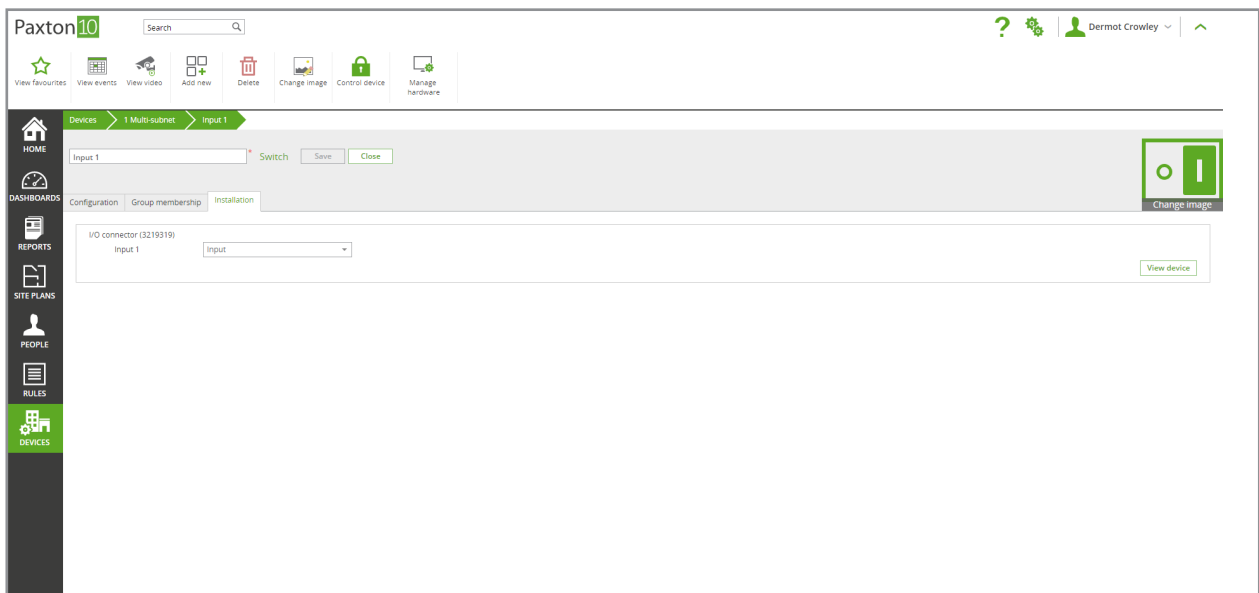 Paxton10
Search
Dermot Crowley
View favourites
View events
View video
Add new
Delete
Change image
Control device
Manage hardware
Devices
1 Multi-subnet
Input 1
HOME
Input 1
* Switch
Save
Close
DASHBOARDS
Configuration
Group membership
Installation
Change image
REPORTS
I/O connector (3219319)
Input 1
Input
View device
SITE PLANS
PEOPLE
RULES
DEVICES